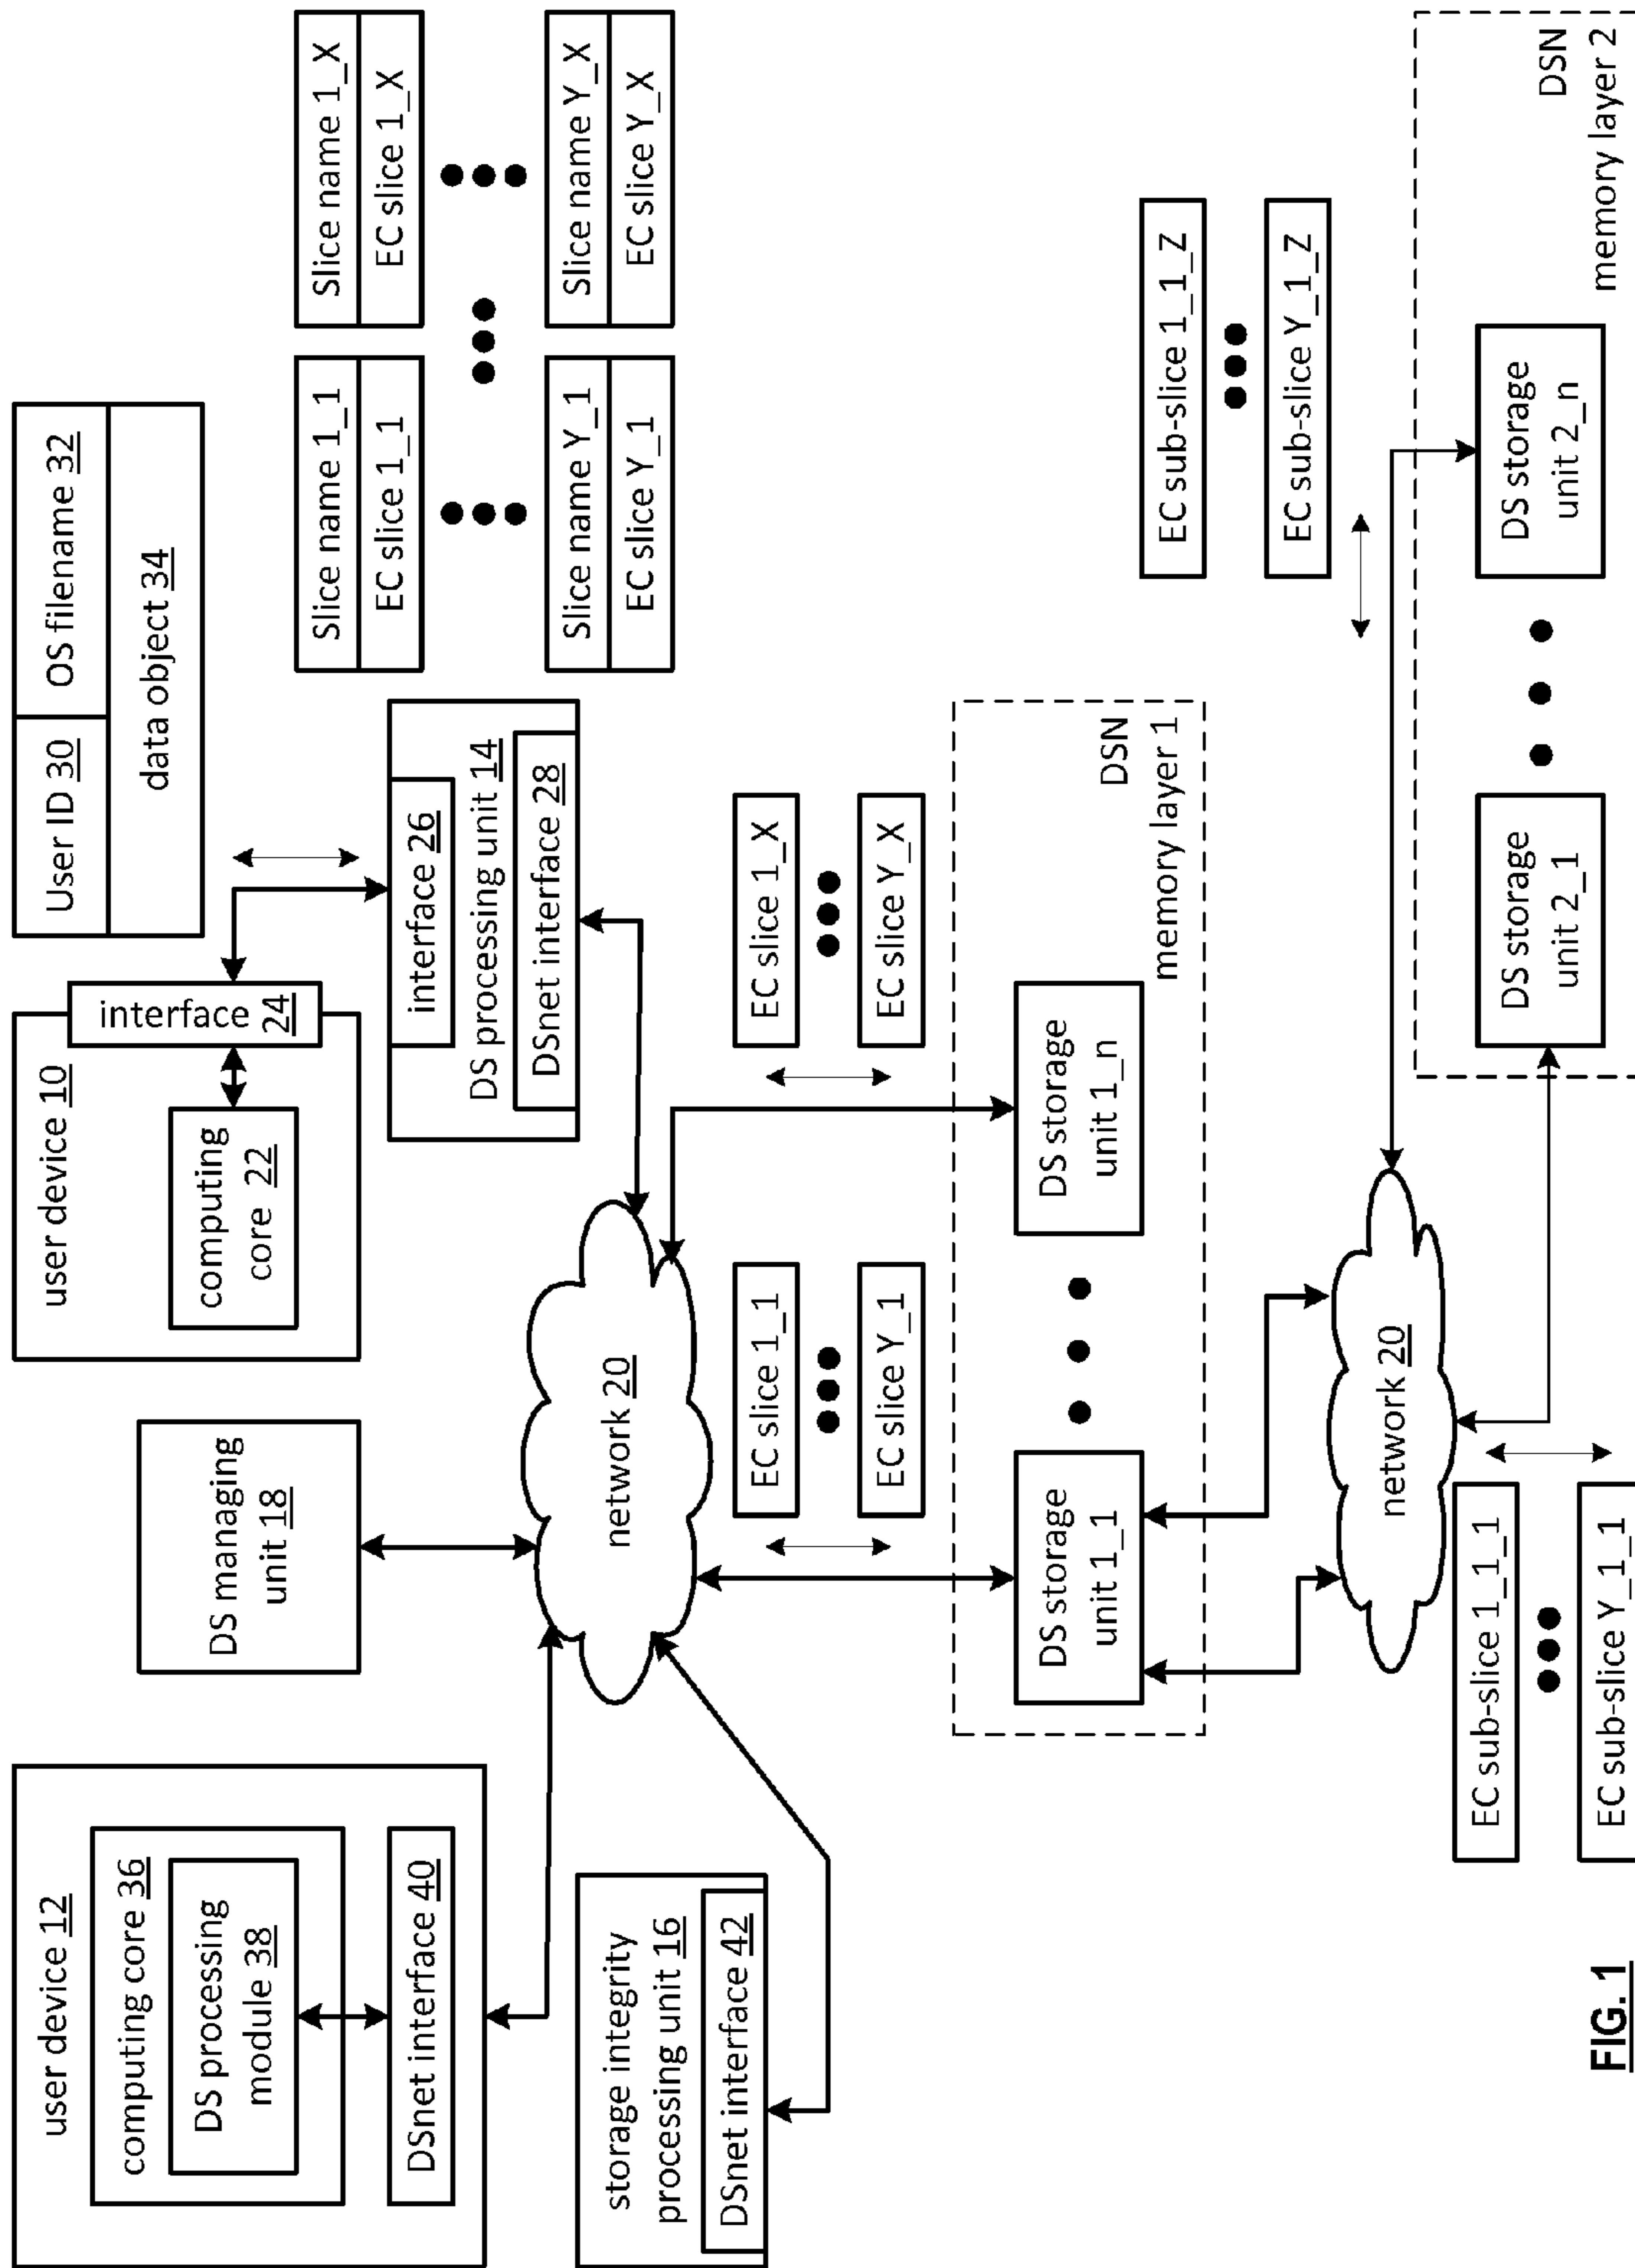 user device 12
computing core 36
DS processing
module 38
DSnet interface 40
DS managing
unit 18
user device 10
computing
core 22
interface 24
User ID 30
OS filename 32
data object 34
storage integrity
processing unit 16
DSnet interface 42
network 20
interface 26
DS processing unit 14
DSnet interface 28
Slice name 1_1
EC slice 1_1
Slice name Y_1
EC slice Y_1
Slice name 1_X
EC slice 1_X
Slice name Y_X
EC slice Y_X
EC slice 1_1
EC slice Y_1
EC slice 1_X
EC slice Y_X
DS storage
unit 1_1
DS storage
unit 1_n
DSN
memory layer 1
network 20
EC sub-slice 1_1_1
EC sub-slice Y_1_1
EC sub-slice 1_1_Z
EC sub-slice Y_1_Z
DS storage
unit 2_1
DS storage
unit 2_n
DSN
memory layer 2
FIG. 1